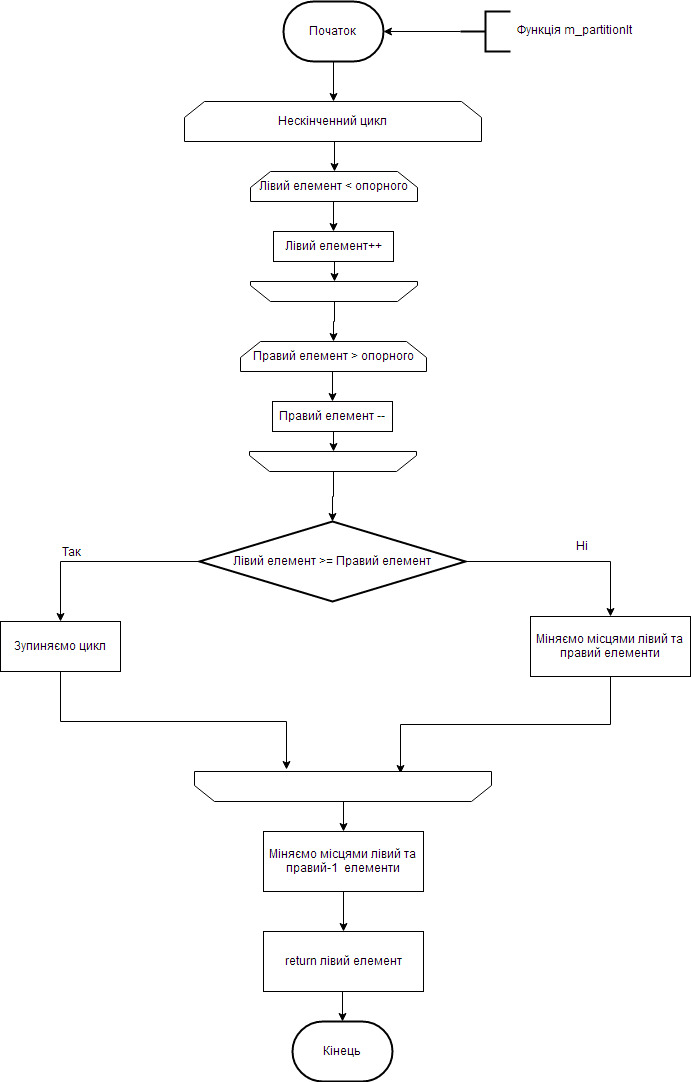 Початок
Функція m_partitionIt
Нескінченний цикл
Лівий елемент < опорного
Лівий елемент++
Правий елемент > опорного
Правий елемент --
Лівий елемент >= Правий елемент
Так
Ні
Зупиняємо цикл
Міняємо місцями лівий та
правий елементи
Міняємо місцями лівий та
правий-1 елементи
return лівий елемент
Кінець